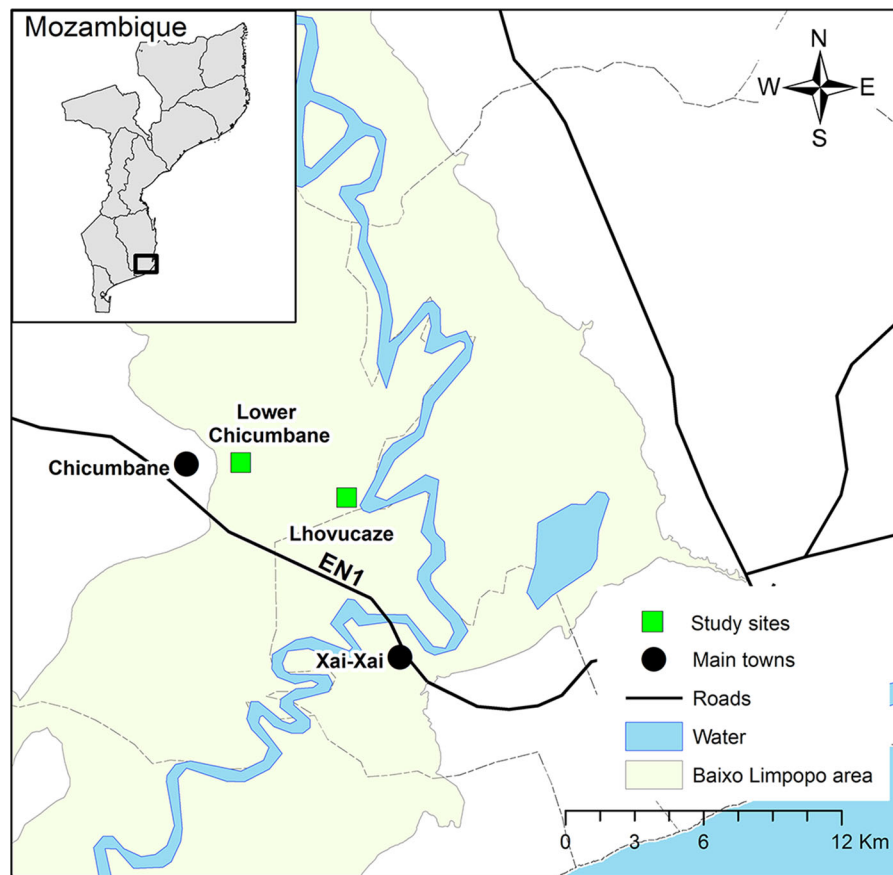 Mozambique
N
W E
S
Lower
Chicumbane
Chicumbane
Lhovucaze
EN1
Xai-Xai
Study sites
Main towns
Roads
Water
Baixo Limpopo area
0 3 6 12 Km